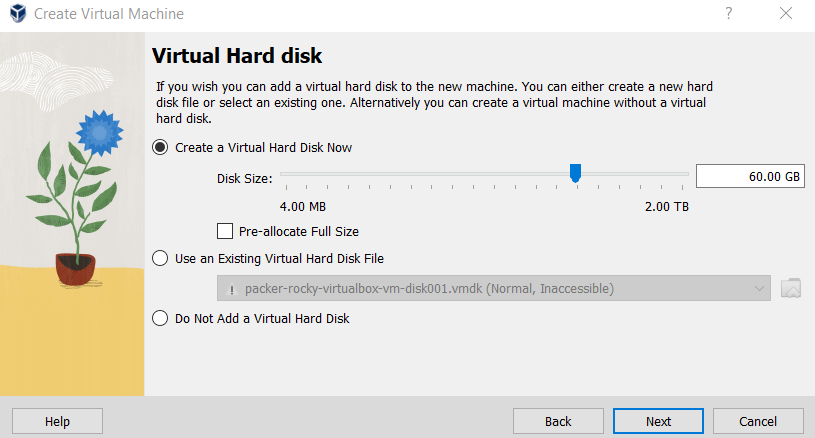 Create Virtual Machine
?
Virtual Hard disk
If you wish you can add a virtual hard disk to the new machine. You can either create a new hard
disk file or select an existing one. Alternatively you can create a virtual machine without a virtual
hard disk.
Create a Virtual Hard Disk Now
Disk Size:
60.00 GB
4.00 MB
2.00 TB
Pre-allocate Full Size
Use an Existing Virtual Hard Disk File
packer-rocky-virtualbox-vm-disk001.vmdk (Normal, Inaccessible)
Do Not Add a Virtual Hard Disk
Help
Back
Next
Cancel